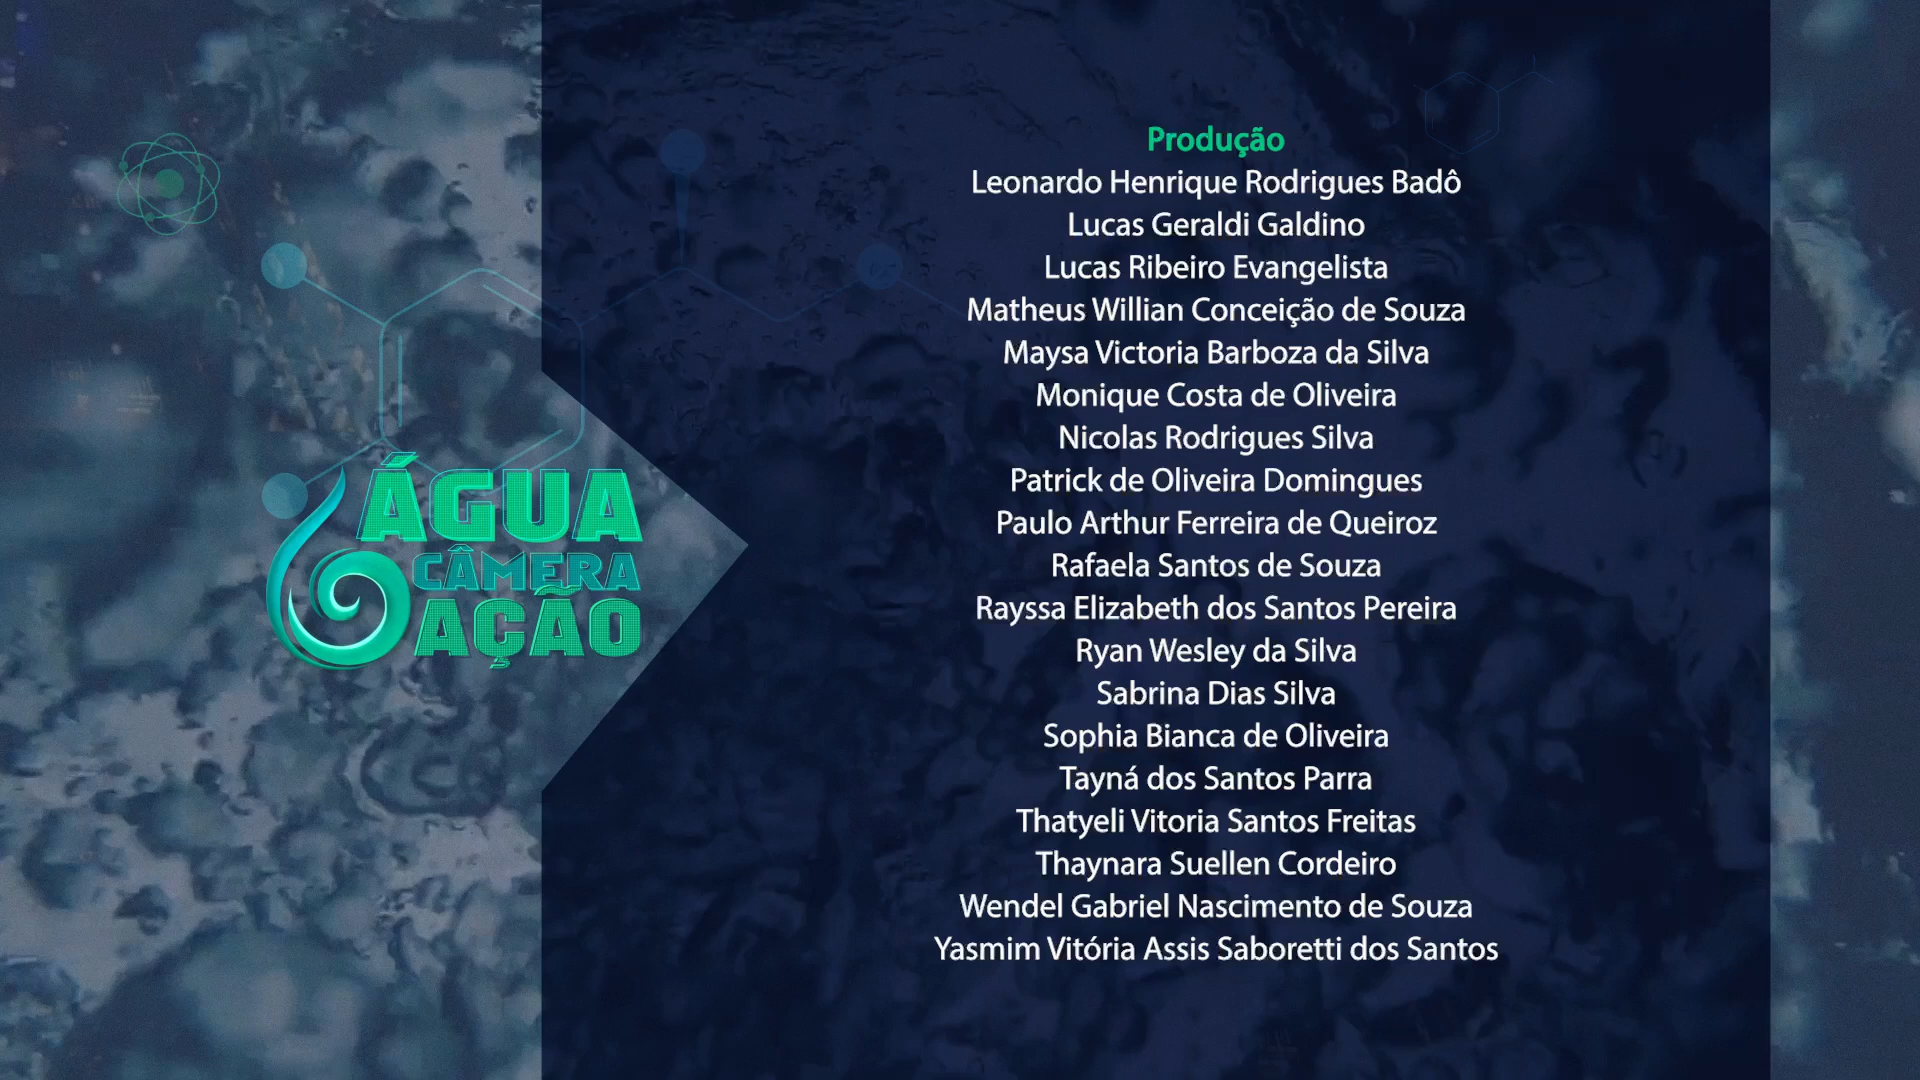 ÁGUA
CÂMERA
AÇÃO
Produção
Leonardo Henrique Rodrigues Badô
Lucas Geraldi Galdino
Lucas Ribeiro Evangelista
Matheus Willian Conceição de Souza
Maysa Victoria Barboza da Silva
Monique Costa de Oliveira
Nicolas Rodrigues Silva
Patrick de Oliveira Domingues
Paulo Arthur Ferreira de Queiroz
Rafaela Santos de Souza
Rayssa Elizabeth dos Santos Pereira
Ryan Wesley da Silva
Sabrina Dias Silva
Sophia Bianca de Oliveira
Tayná dos Santos Parra
Thatyeli Vitoria Santos Freitas
Thaynara Suellen Cordeiro
Wendel Gabriel Nascimento de Souza
Yasmim Vitória Assis Saboretti dos Santos